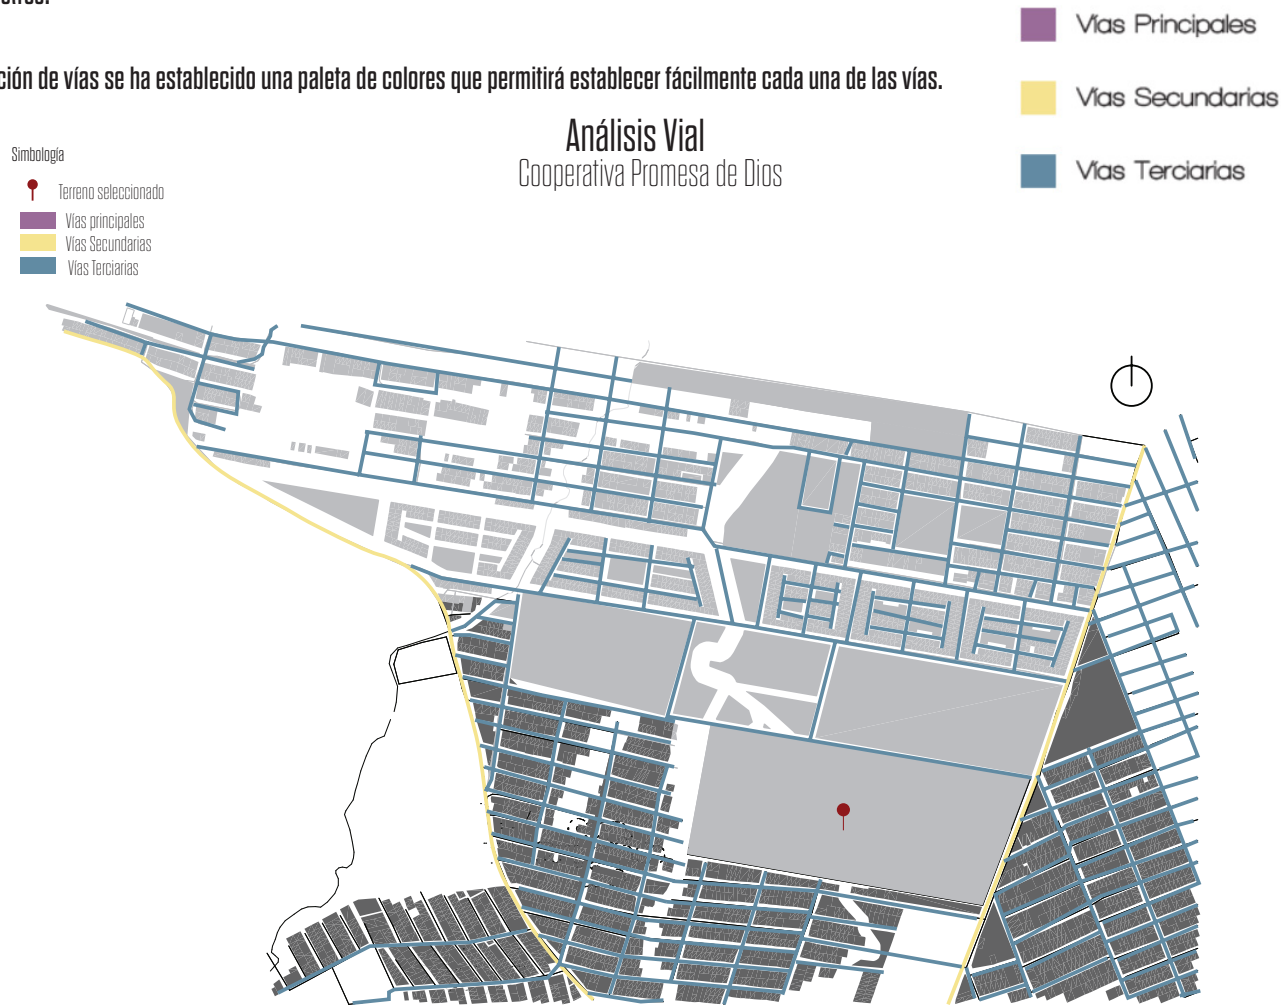 Vías Principales
ción de vías se ha establecido una paleta de colores que permitirá establecer fácilmente cada una de las vías.
Vías Secundarias
Análisis Vial
Cooperativa Promesa de Dios
Vías Terciarias
Simbología
Terreno seleccionado
Vías principales
Vías Secundarias
Vías Terciarias